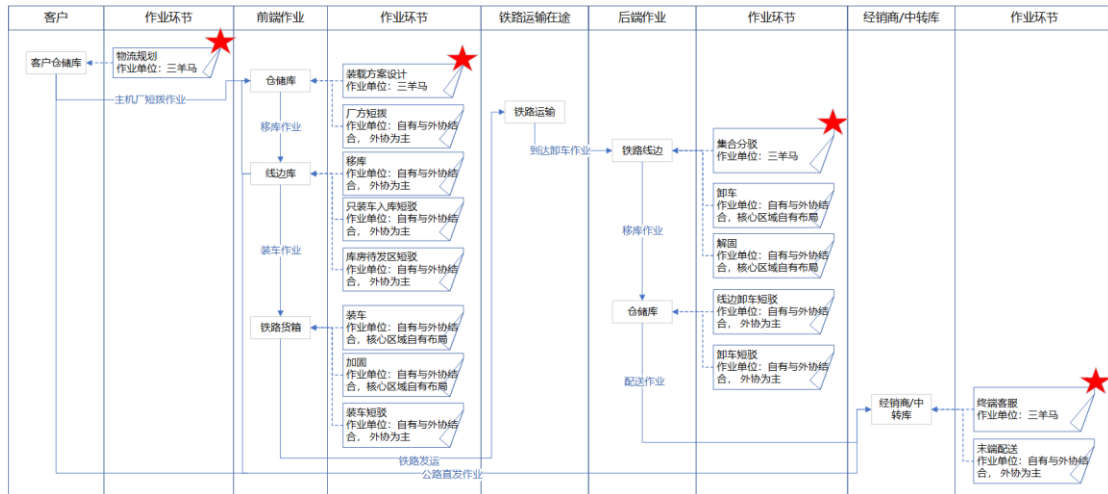 客户
作业环节
前端作业
作业环节
铁路运输在途
后端作业
作业环节
经销商/中转库
作业环节
客户仓储库
物流规划
作业单位：三羊马
主机厂短拨作业
仓储库
装载方案设计
作业单位：三羊马
厂方短拨
作业单位：自有与外协结
合， 外协为主
移库作业
线边库
移库
作业单位：自有与外协结
合， 外协为主
只装车入库短驳
作业单位：自有与外协结
合， 外协为主
装车作业
库房待发区短驳
作业单位：自有与外协结
合， 外协为主
铁路货箱
装车
作业单位：自有与外协结
合，核心区域自有布局
加固
作业单位：自有与外协结
合，核心区域自有布局
装车短驳
作业单位：自有与外协结
合， 外协为主
铁路发运
公路直发作业
铁路运输
到达卸车作业
铁路线边
集合分驳
作业单位：三羊马
卸车
作业单位：自有与外协结
合，核心区域自有布局
移库作业
解固
作业单位：自有与外协结
合，核心区域自有布局
仓储库
线边卸车短驳
作业单位：自有与外协结
合， 外协为主
卸车短驳
作业单位：自有与外协结
合， 外协为主
配送作业
经销商/中
转库
终端客服
作业单位：三羊马
末端配送
作业单位：自有与外协结
合， 外协为主